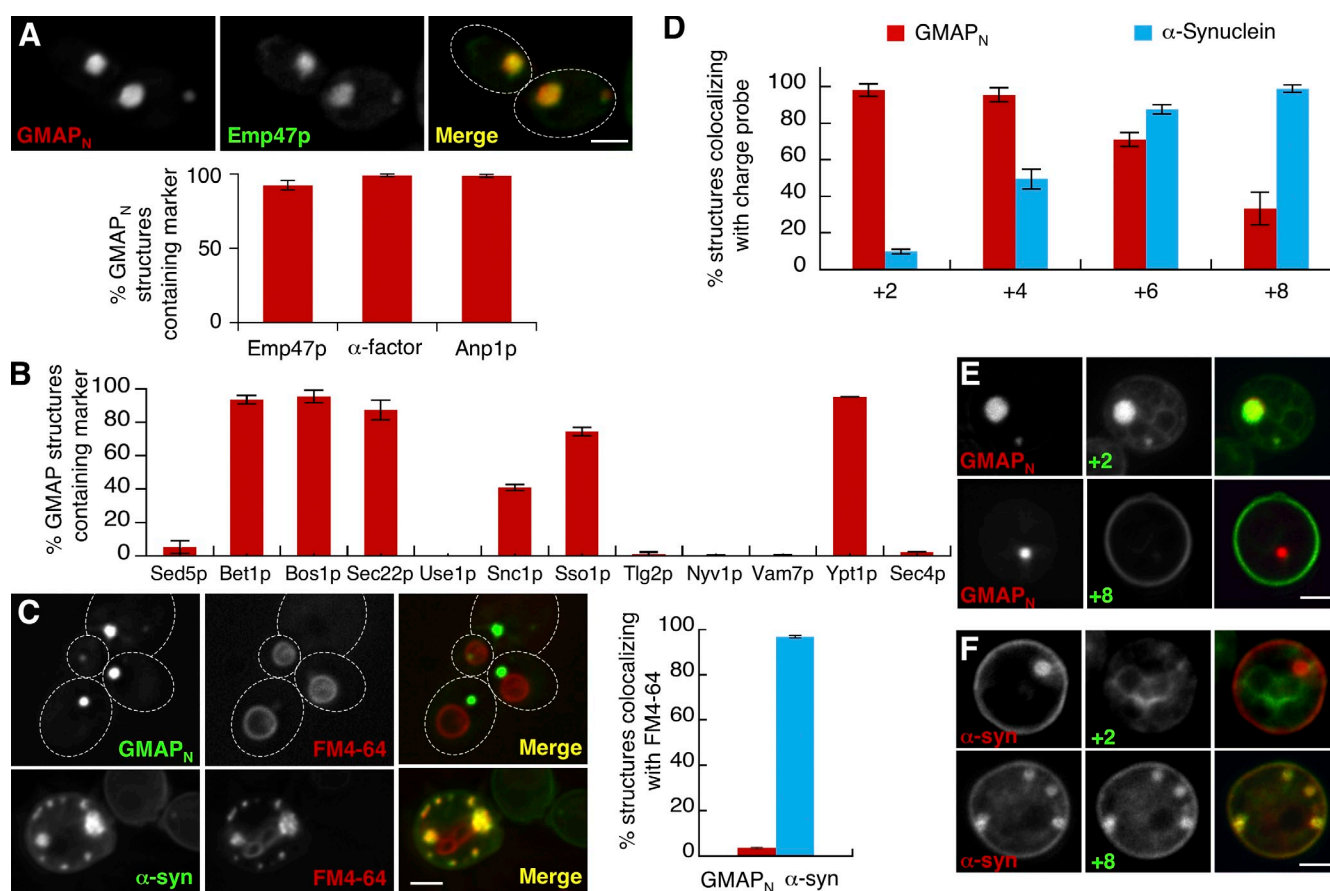 A
GMAPN
Emp47p
Merge
% GMAPN
structures
containing marker
100
50
0
Emp47p
α-factor
Anp1p
B
% GMAP structures
containing marker
100
80
60
40
20
0
Sed5p Bet1p Bos1p Sec22p Use1p Snc1p Sso1p Tlg2p Nyv1p Vam7p Ypt1p Sec4p
C
GMAPN
FM4-64
Merge
α-syn
FM4-64
Merge
% structures colocalizing
with FM4-64
100
80
60
40
20
0
GMAPN α-syn
D
GMAPN
α-Synuclein
% structures colocalizing
with charge probe
100
80
60
40
20
0
+2
+4
+6
+8
E
GMAPN
+2
GMAPN
+8
F
α-syn
+2
α-syn
+8